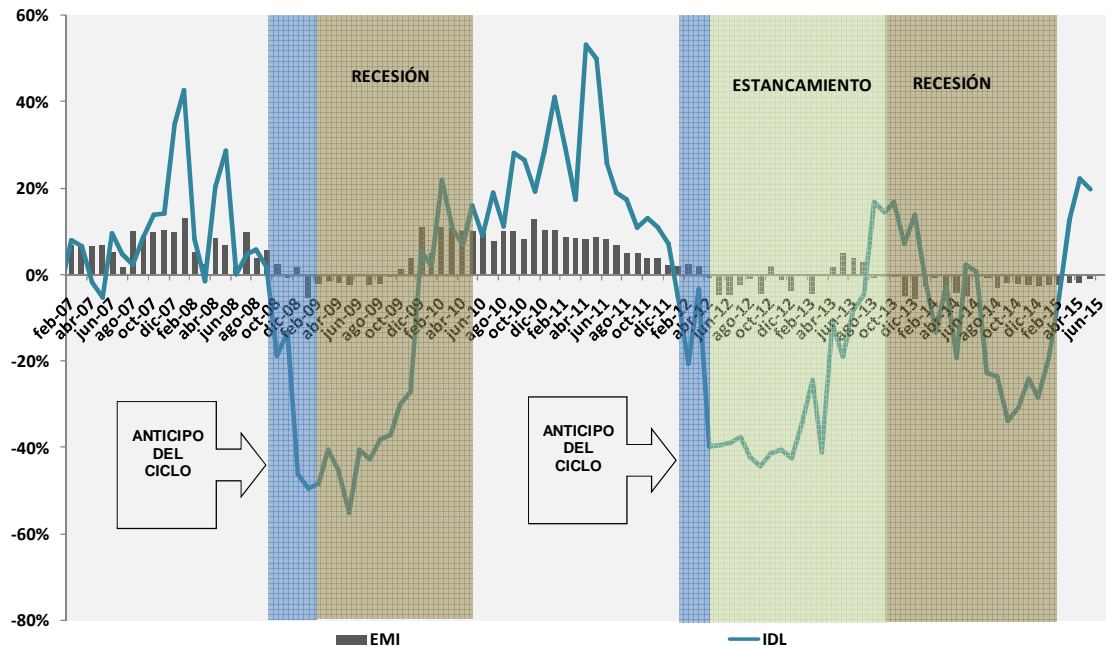 60%
40%
20%
0%
-20%
-40%
-60%
-80%
RECESIÓN
ESTANCAMIENTO
RECESIÓN
feb-07
abr-07
jun-07
ago-07
oct-07
dic-07
feb-08
abr-08
jun-08
ago-08
oct-08
dic-08
feb-09
abr-09
jun-09
ago-09
oct-09
dic-09
feb-10
abr-10
jun-10
ago-10
oct-10
dic-10
feb-11
abr-11
jun-11
ago-11
oct-11
dic-11
feb-12
abr-12
jun-12
ago-12
oct-12
dic-12
feb-13
abr-13
jun-13
ago-13
oct-13
dic-13
feb-14
abr-14
jun-14
ago-14
oct-14
dic-14
feb-15
abr-15
jun-15
ANTICIPO
DEL
CICLO
ANTICIPO
DEL
CICLO
EMI
IDL